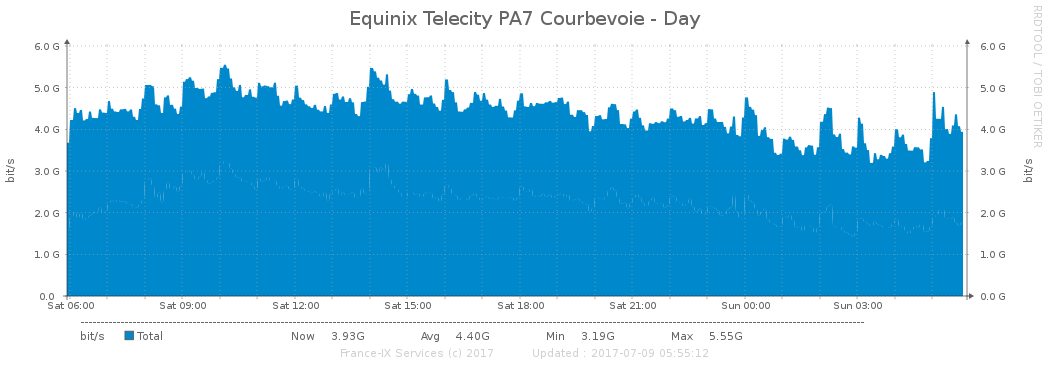 Equinix Telecity PA7 Courbevoie - Day
RRDTOOL / TOBI OETIKER
6.0 G 6.0 G
5.0 G 5.0 G
4.0 G 4.0 G
3.0 G 3.0 G
2.0 G 2.0 G
1.0 G 1.0 G
0.0 0.0 G
bit/s bit/s
Sat 06:00 Sat 09:00 Sat 12:00 Sat 15:00 Sat 18:00 Sat 21:00 Sun 00:00 Sun 03:00
bit/s Total Now 3.93G Avg 4.40G Min 3.19G Max 5.55G
France-IX Services (c) 2017 Updated : 2017-07-09 05:55:12